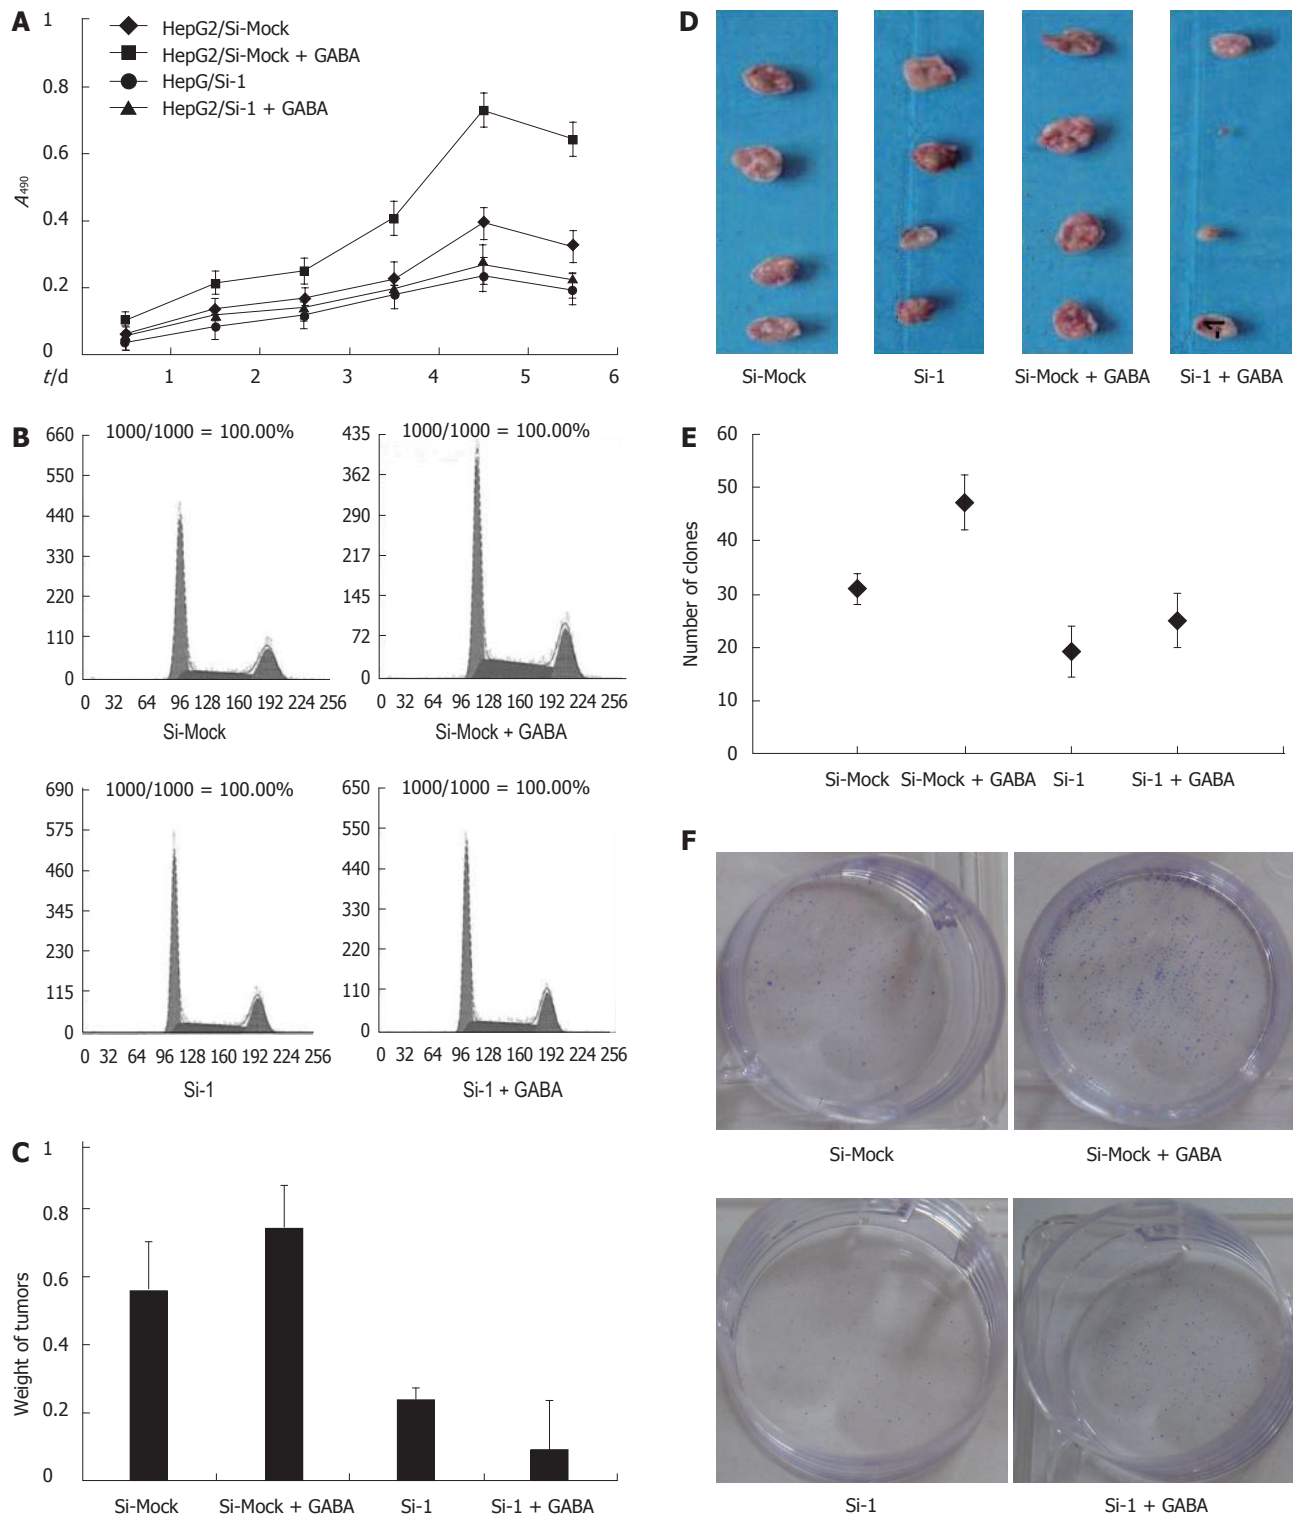 A
1
0.8
0.6
0.4
0.2
0
A490
t/d
1 2 3 4 5 6
HepG2/Si-Mock
HepG2/Si-Mock + GABA
HepG/Si-1
HepG2/Si-1 + GABA
B
1000/1000 = 100.00%
660
550
440
330
220
110
0
0 32 64 96 128 160 192 224 256
Si-Mock
1000/1000 = 100.00%
435
362
290
217
145
72
0
0 32 64 96 128 160 192 224 256
Si-Mock + GABA
1000/1000 = 100.00%
690
575
460
345
230
115
0
0 32 64 96 128 160 192 224 256
Si-1
1000/1000 = 100.00%
650
550
440
330
220
110
0
0 32 64 96 128 160 192 224 256
Si-1 + GABA
C
1
0.8
0.6
0.4
0.2
0
Weight of tumors
Si-Mock Si-Mock + GABA Si-1 Si-1 + GABA
D
Si-Mock Si-1 Si-Mock + GABA Si-1 + GABA
E
60
50
40
30
20
10
0
Number of clones
Si-Mock Si-Mock + GABA Si-1 Si-1 + GABA
F
Si-Mock Si-Mock + GABA
Si-1 Si-1 + GABA